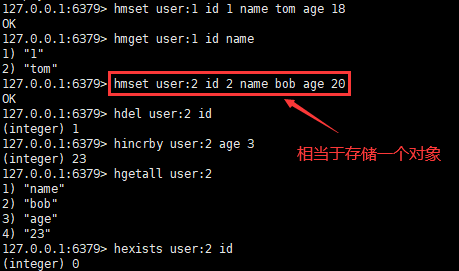 127.0.0.1:6379> hmset user:1 id 1 name tom age 18
OK
127.0.0.1:6379> hmget user:1 id name
1) "1"
2) "tom"
127.0.0.1:6379> hmset user:2 id 2 name bob age 20
OK
127.0.0.1:6379> hdel user:2 id
(integer) 1
127.0.0.1:6379> hincrby user:2 age 3
(integer) 23
相当于存储一个对象
127.0.0.1:6379> hgetall user:2
1) "name"
2) "bob"
3) "age"
4) "23"
127.0.0.1:6379> hexists user:2 id
(integer) 0